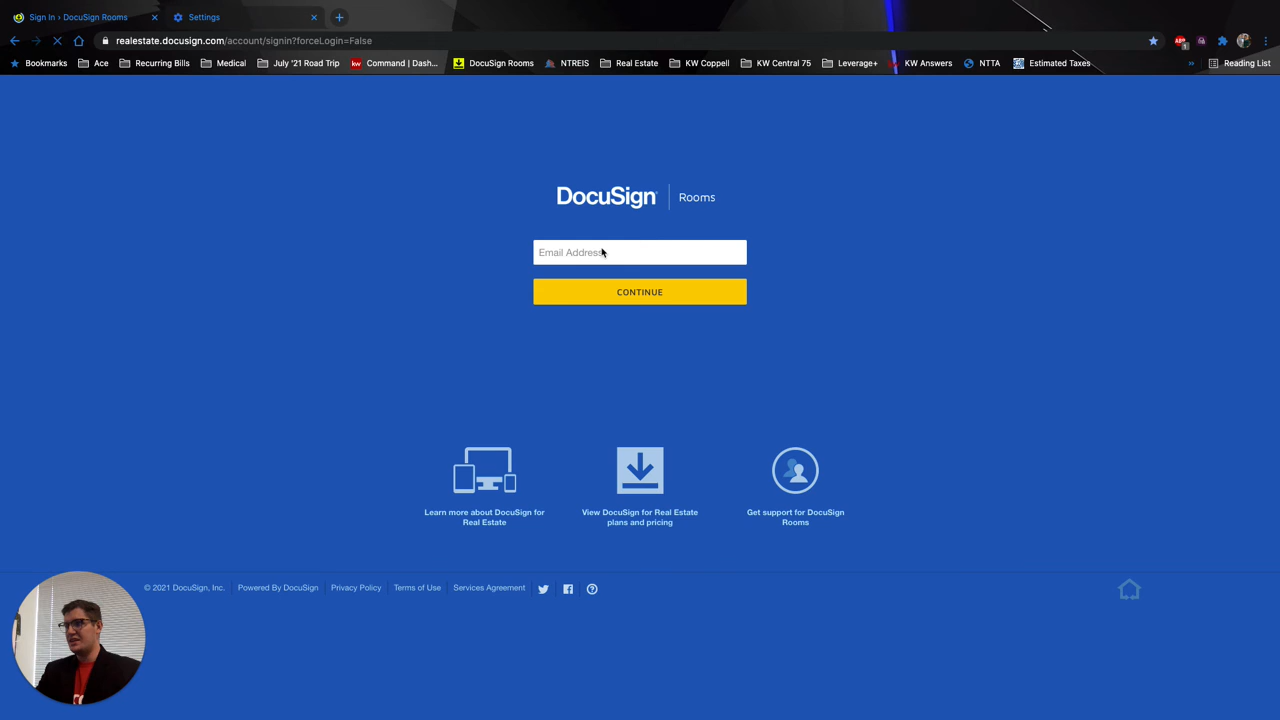 Sign In › DocuSign Rooms
Settings
realestate.docusign.com/account/signin?forceLogin=False
Bookmarks Ace Recurring Bills Medical July '21 Road Trip kw Command | Dash... DocuSign Rooms NTREIS Real Estate KW Coppell KW Central 75 Leverage+ KW Answers NTTA Estimated Taxes » Reading List
DocuSign | Rooms
Email Address
CONTINUE
Learn more about DocuSign for
Real Estate
View DocuSign for Real Estate
plans and pricing
Get support for DocuSign
Rooms
© 2021 DocuSign, Inc. Powered By DocuSign Privacy Policy Terms of Use Services Agreement